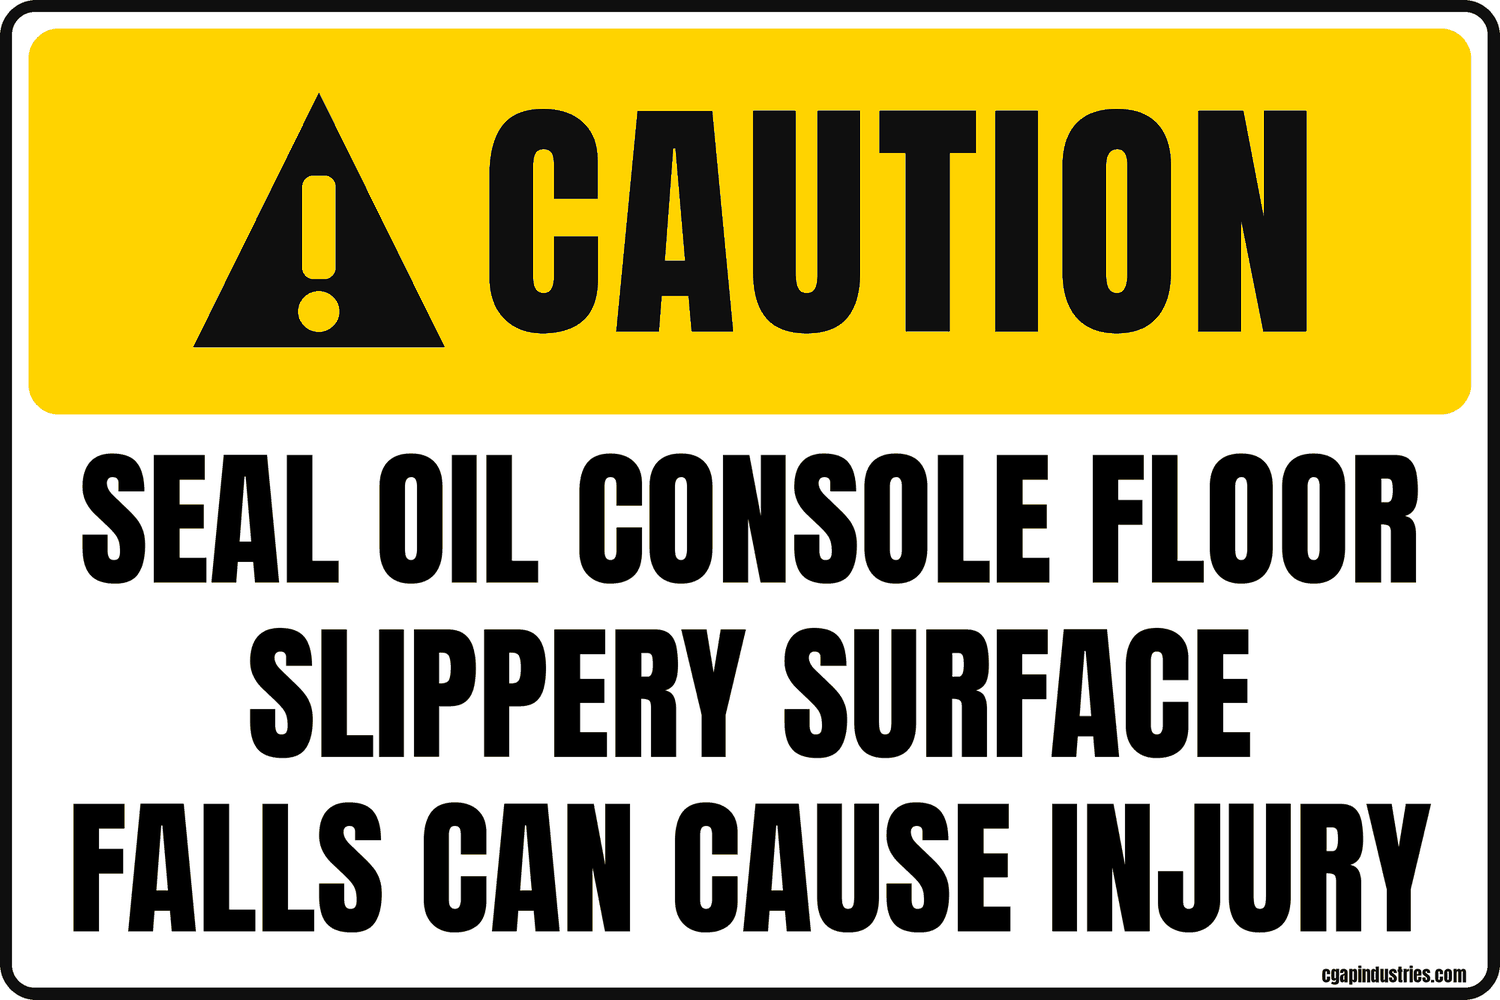 CAUTION
SEAL OIL CONSOLE FLOOR
SLIPPERY SURFACE
FALLS CAN CAUSE INJURY
cgapindustries.com